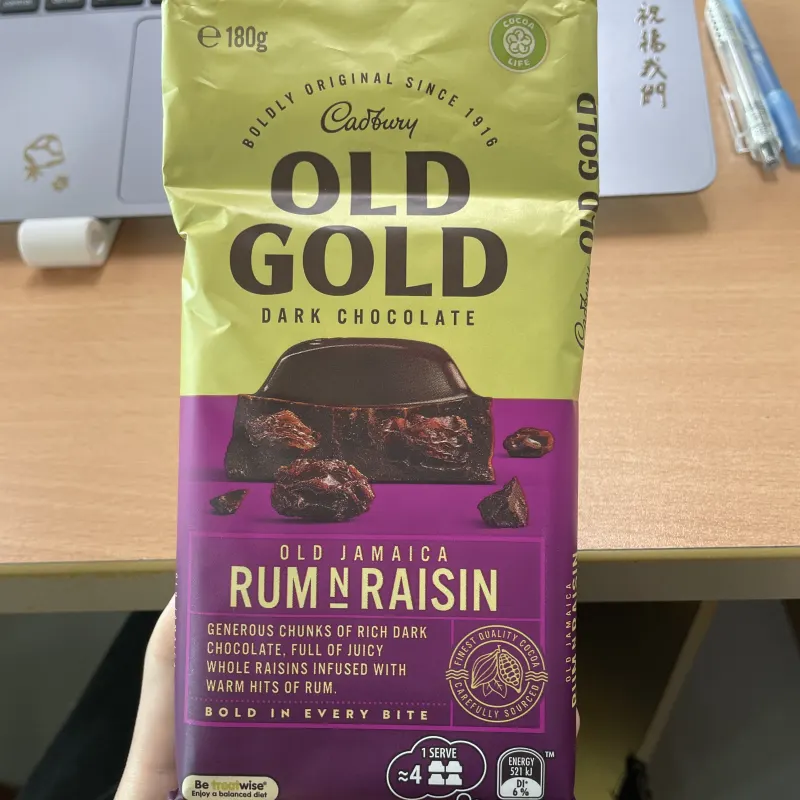 ℮ 180g
COCOA LIFE
BOLDLY ORIGINAL SINCE 1916
Cadbury
OLD
GOLD
DARK CHOCOLATE
OLD JAMAICA
RUM N RAISIN
GENEROUS CHUNKS OF RICH DARK
CHOCOLATE, FULL OF JUICY
WHOLE RAISINS INFUSED WITH
WARM HITS OF RUM.
BOLD IN EVERY BITE
FINEST QUALITY COCOA
CAREFULLY SOURCED
Be treatwise®
Enjoy a balanced diet
1 SERVE
≈4
ENERGY
521 kJ
DI*
6 %
™
Cadbury OLD GOLD
OLD JAMAICA
RUM N RAISIN
祝福我們